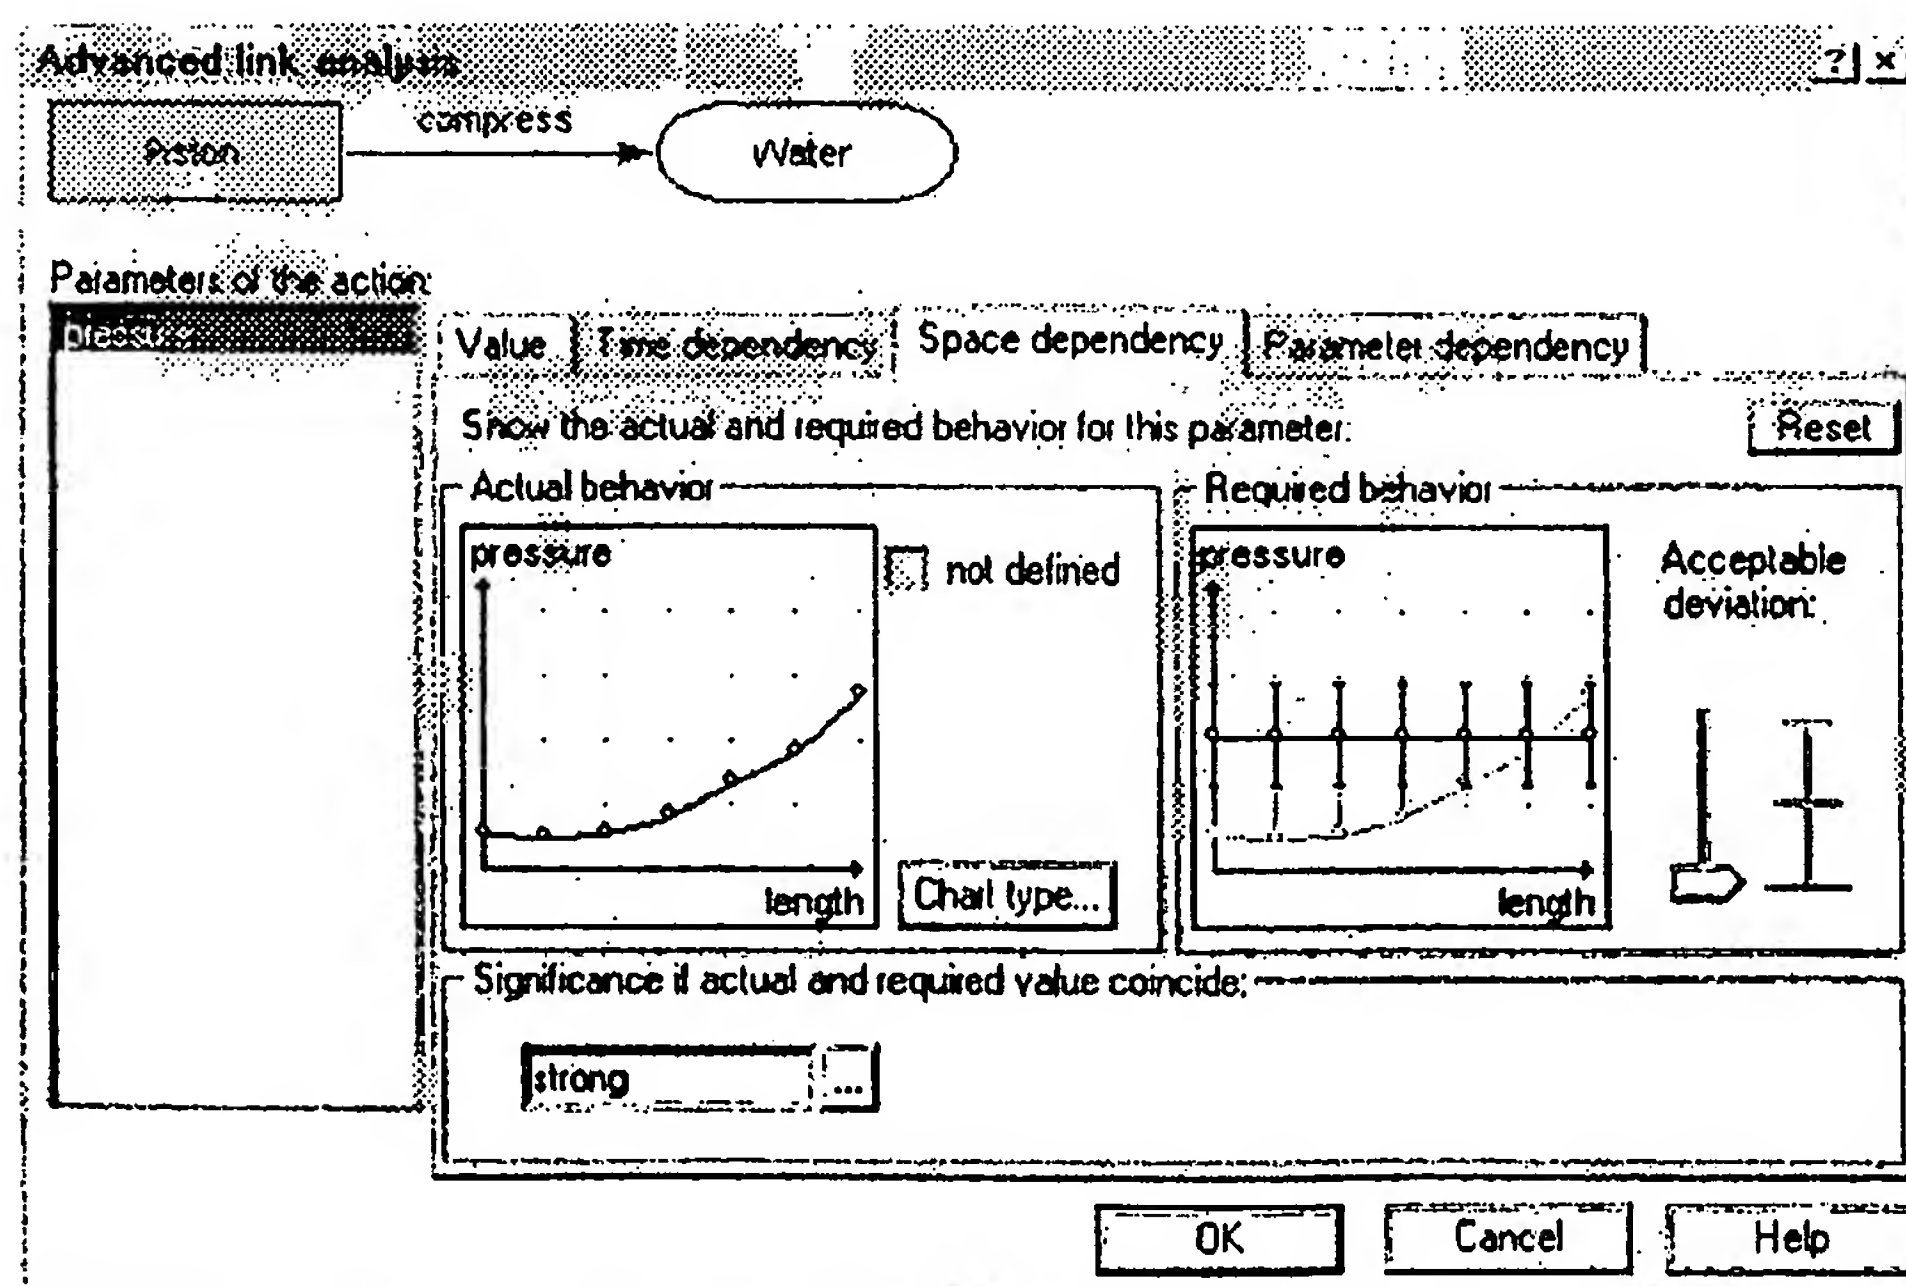 Advanced link analysis
? ×
Piston
compress
Water
Parameters of the action:
pressure
Value
Time dependency
Space dependency
Parameter dependency
Show the actual and required behavior for this parameter:
Reset
Actual behavior
pressure
not defined
length
Chart type...
Required behavior
pressure
length
Acceptable
deviation:
Significance if actual and required value coincide:
strong
...
OK
Cancel
Help